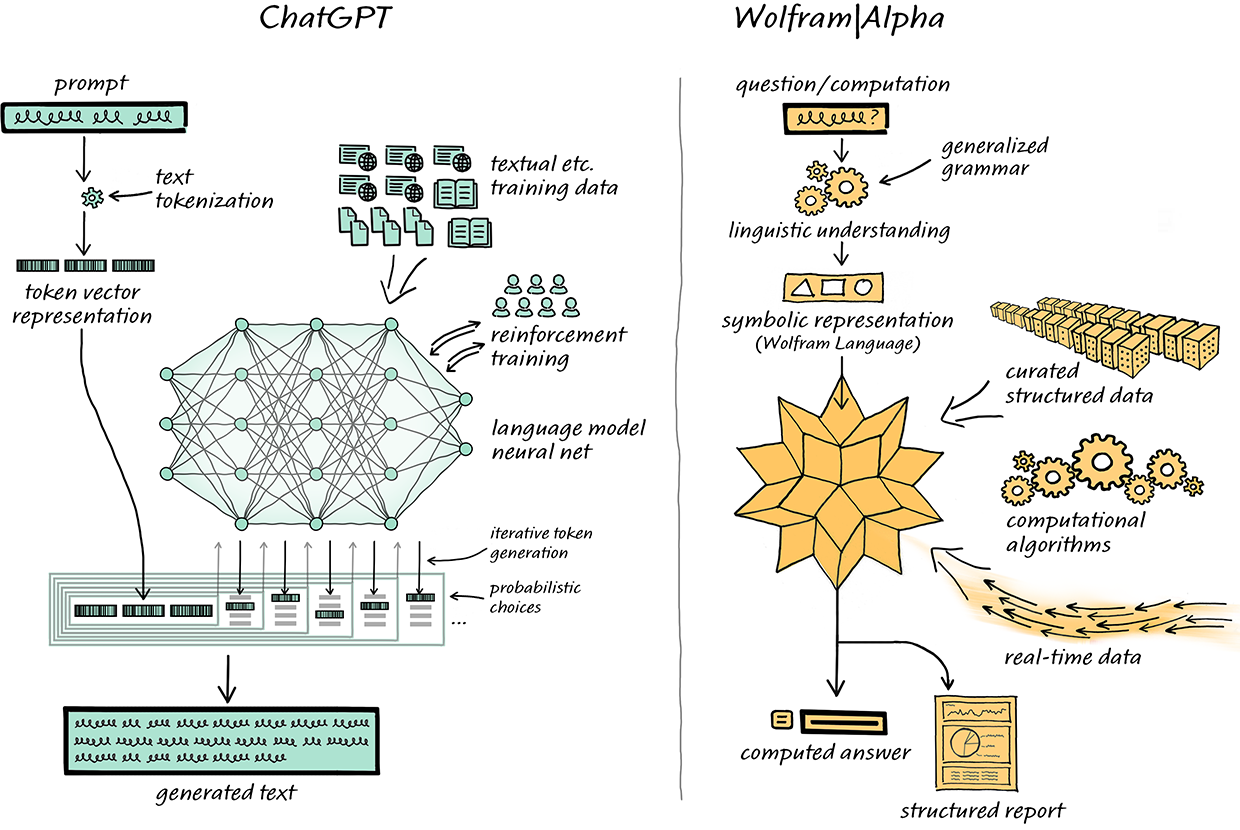 ChatGPT
prompt
text
tokenization
token vector
representation
textual etc.
training data
reinforcement
training
language model
neural net
iterative token
generation
probabilistic
choices
...
generated text
Wolfram|Alpha
question/computation
?
generalized
grammar
linguistic understanding
symbolic representation
(Wolfram Language)
curated
structured data
computational
algorithms
real-time data
computed answer
structured report